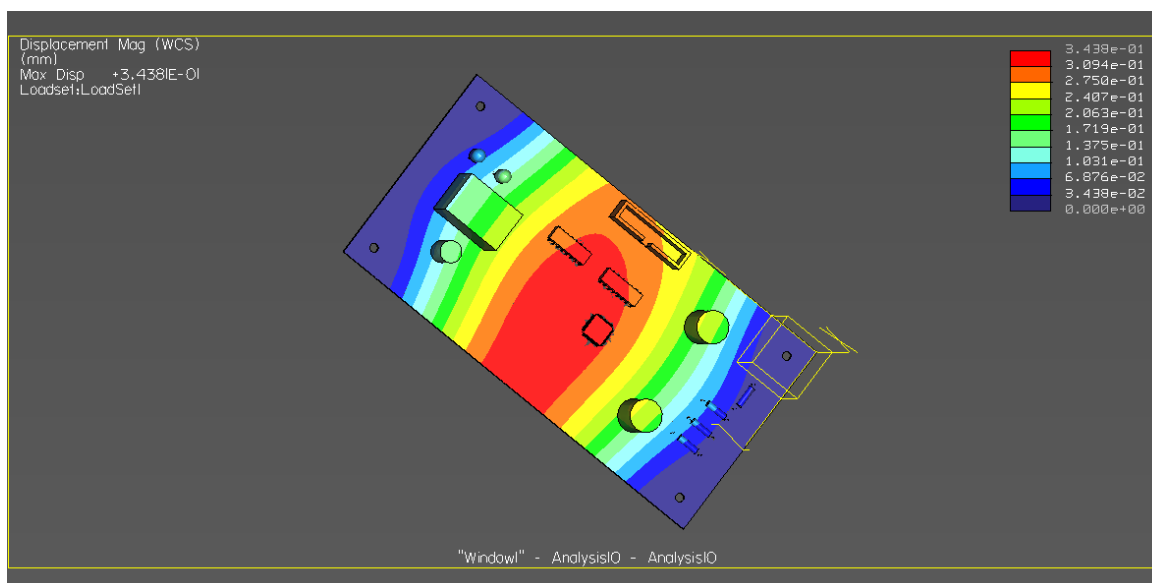 Displacement Mag (WCS)
(mm)
Max Disp +3.4381E-01
Loadset:LoadSet1
3.438e-01
3.094e-01
2.750e-01
2.407e-01
2.063e-01
1.719e-01
1.375e-01
1.031e-01
6.876e-02
3.438e-02
0.000e+00
"Window1" - Analysis10 - Analysis10